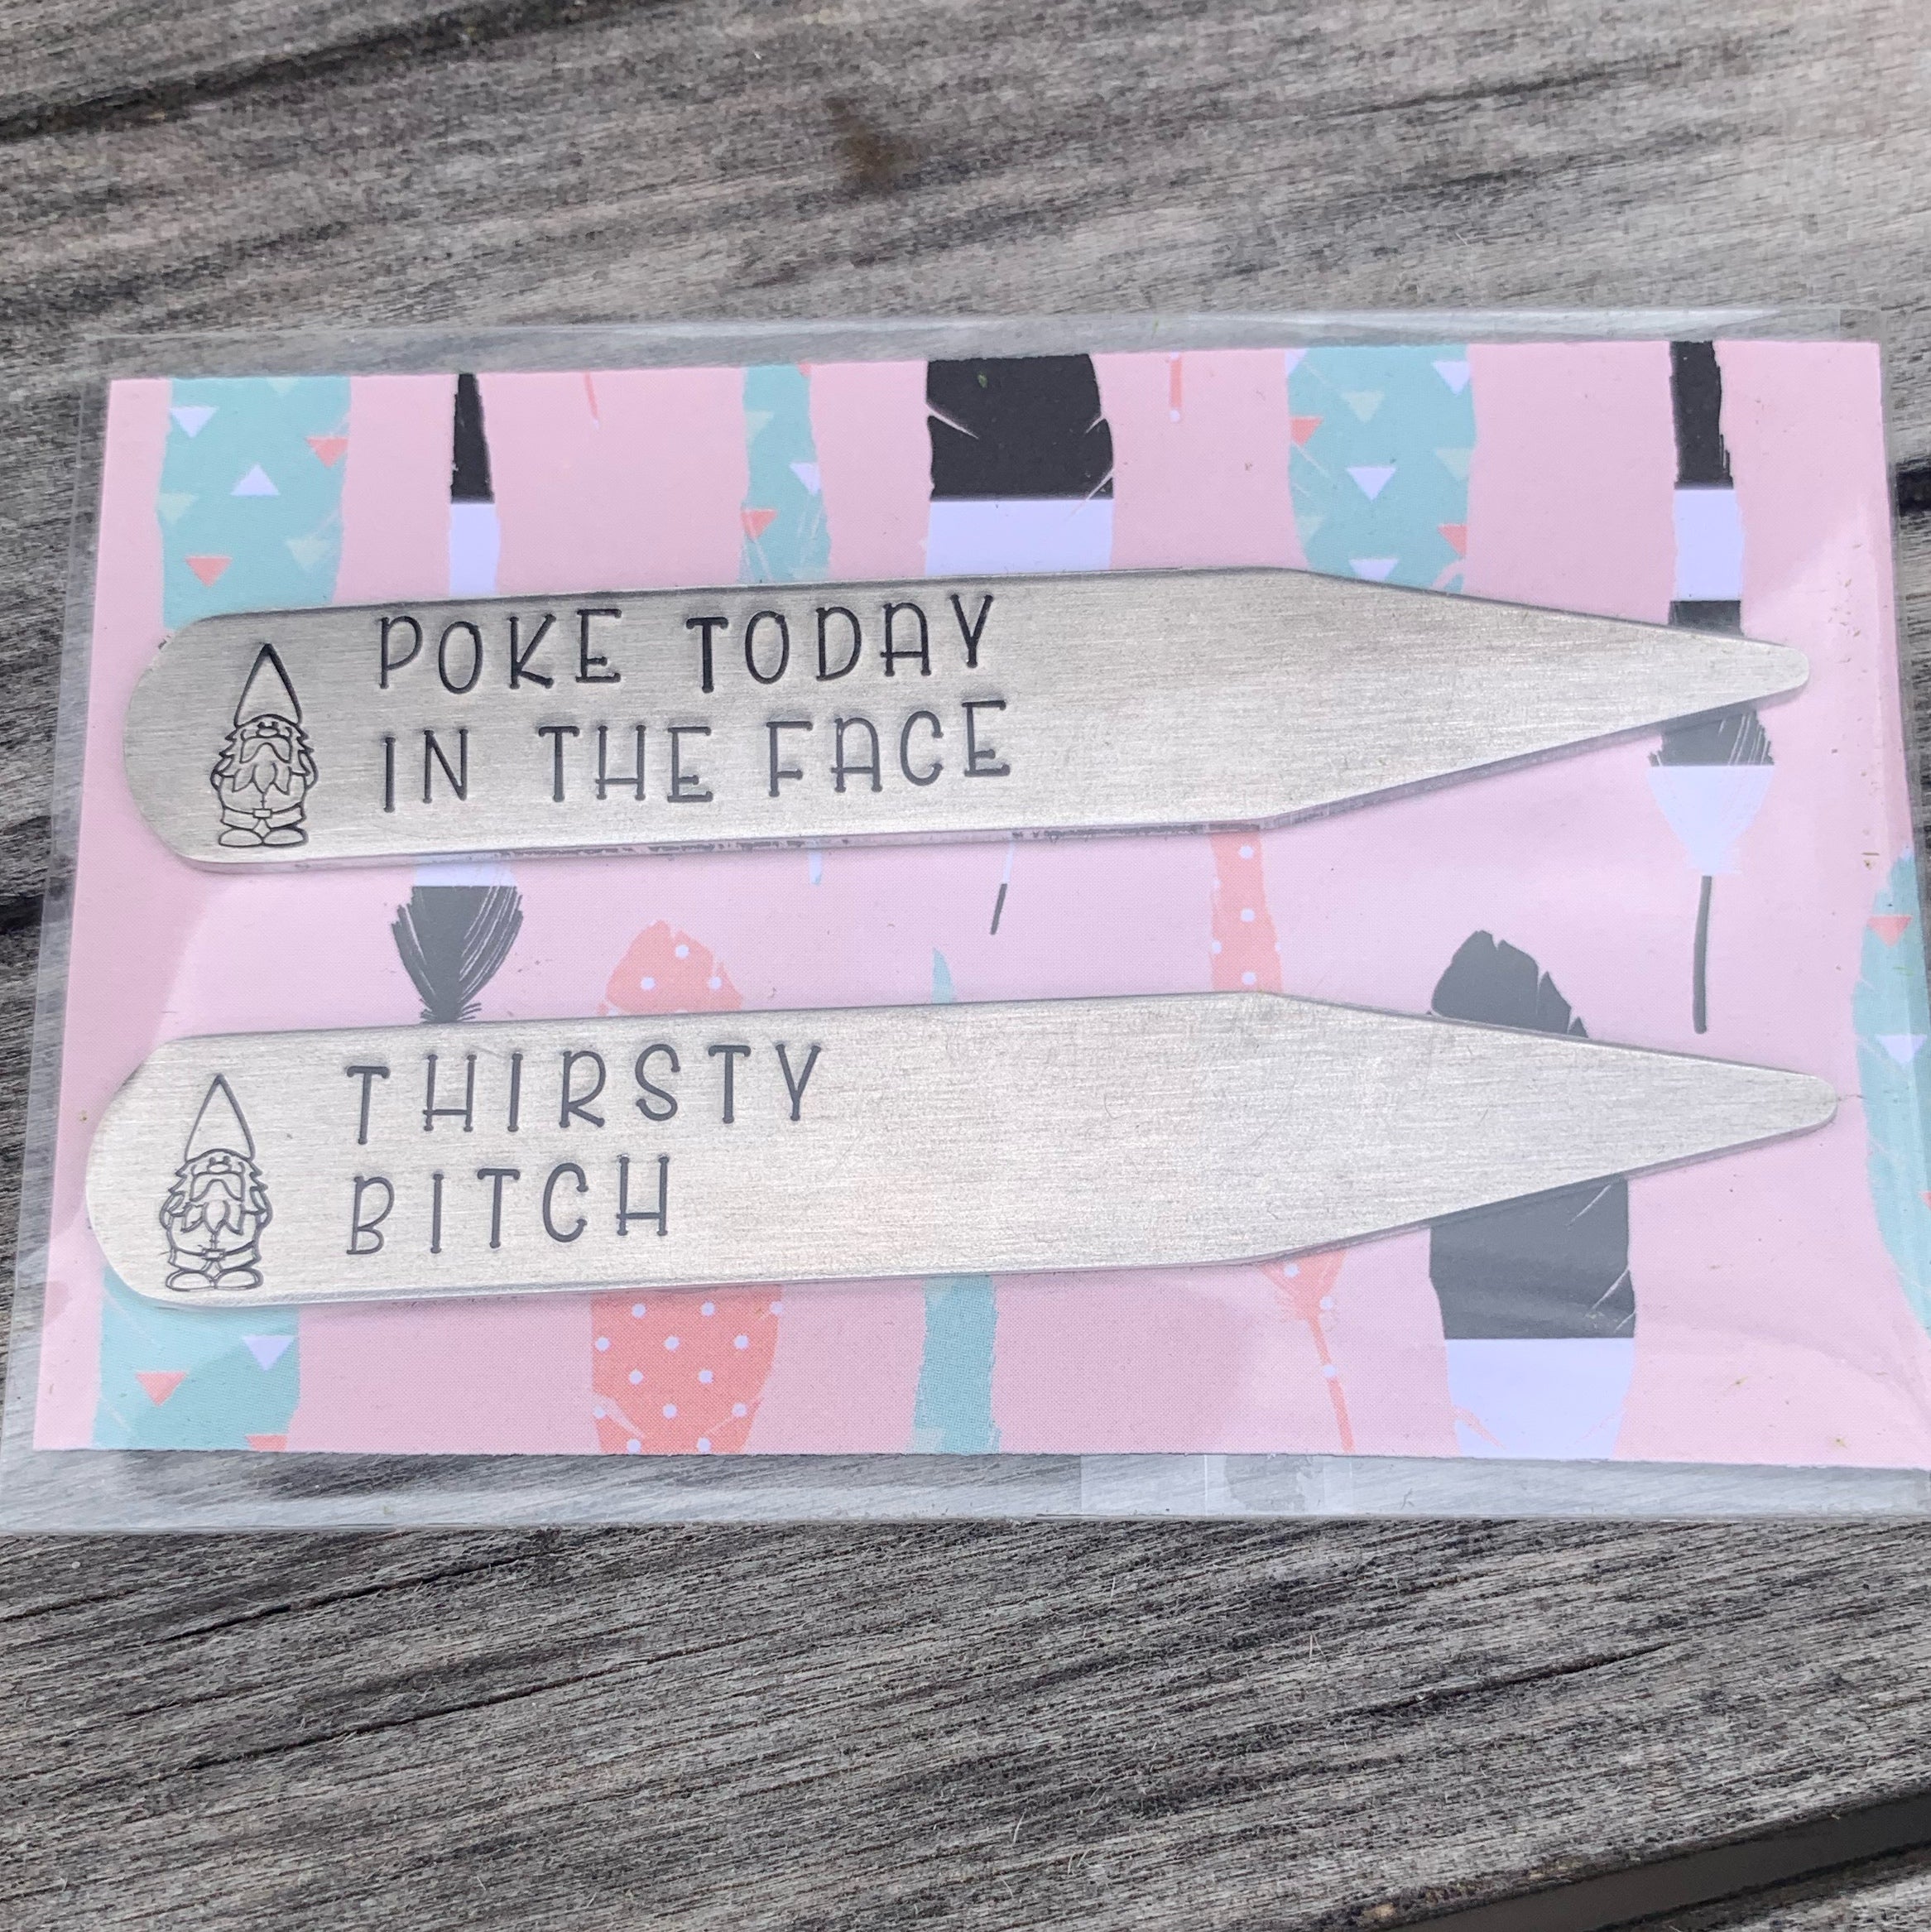 POKE TODAY
IN THE FACE
THIRSTY
BITCH